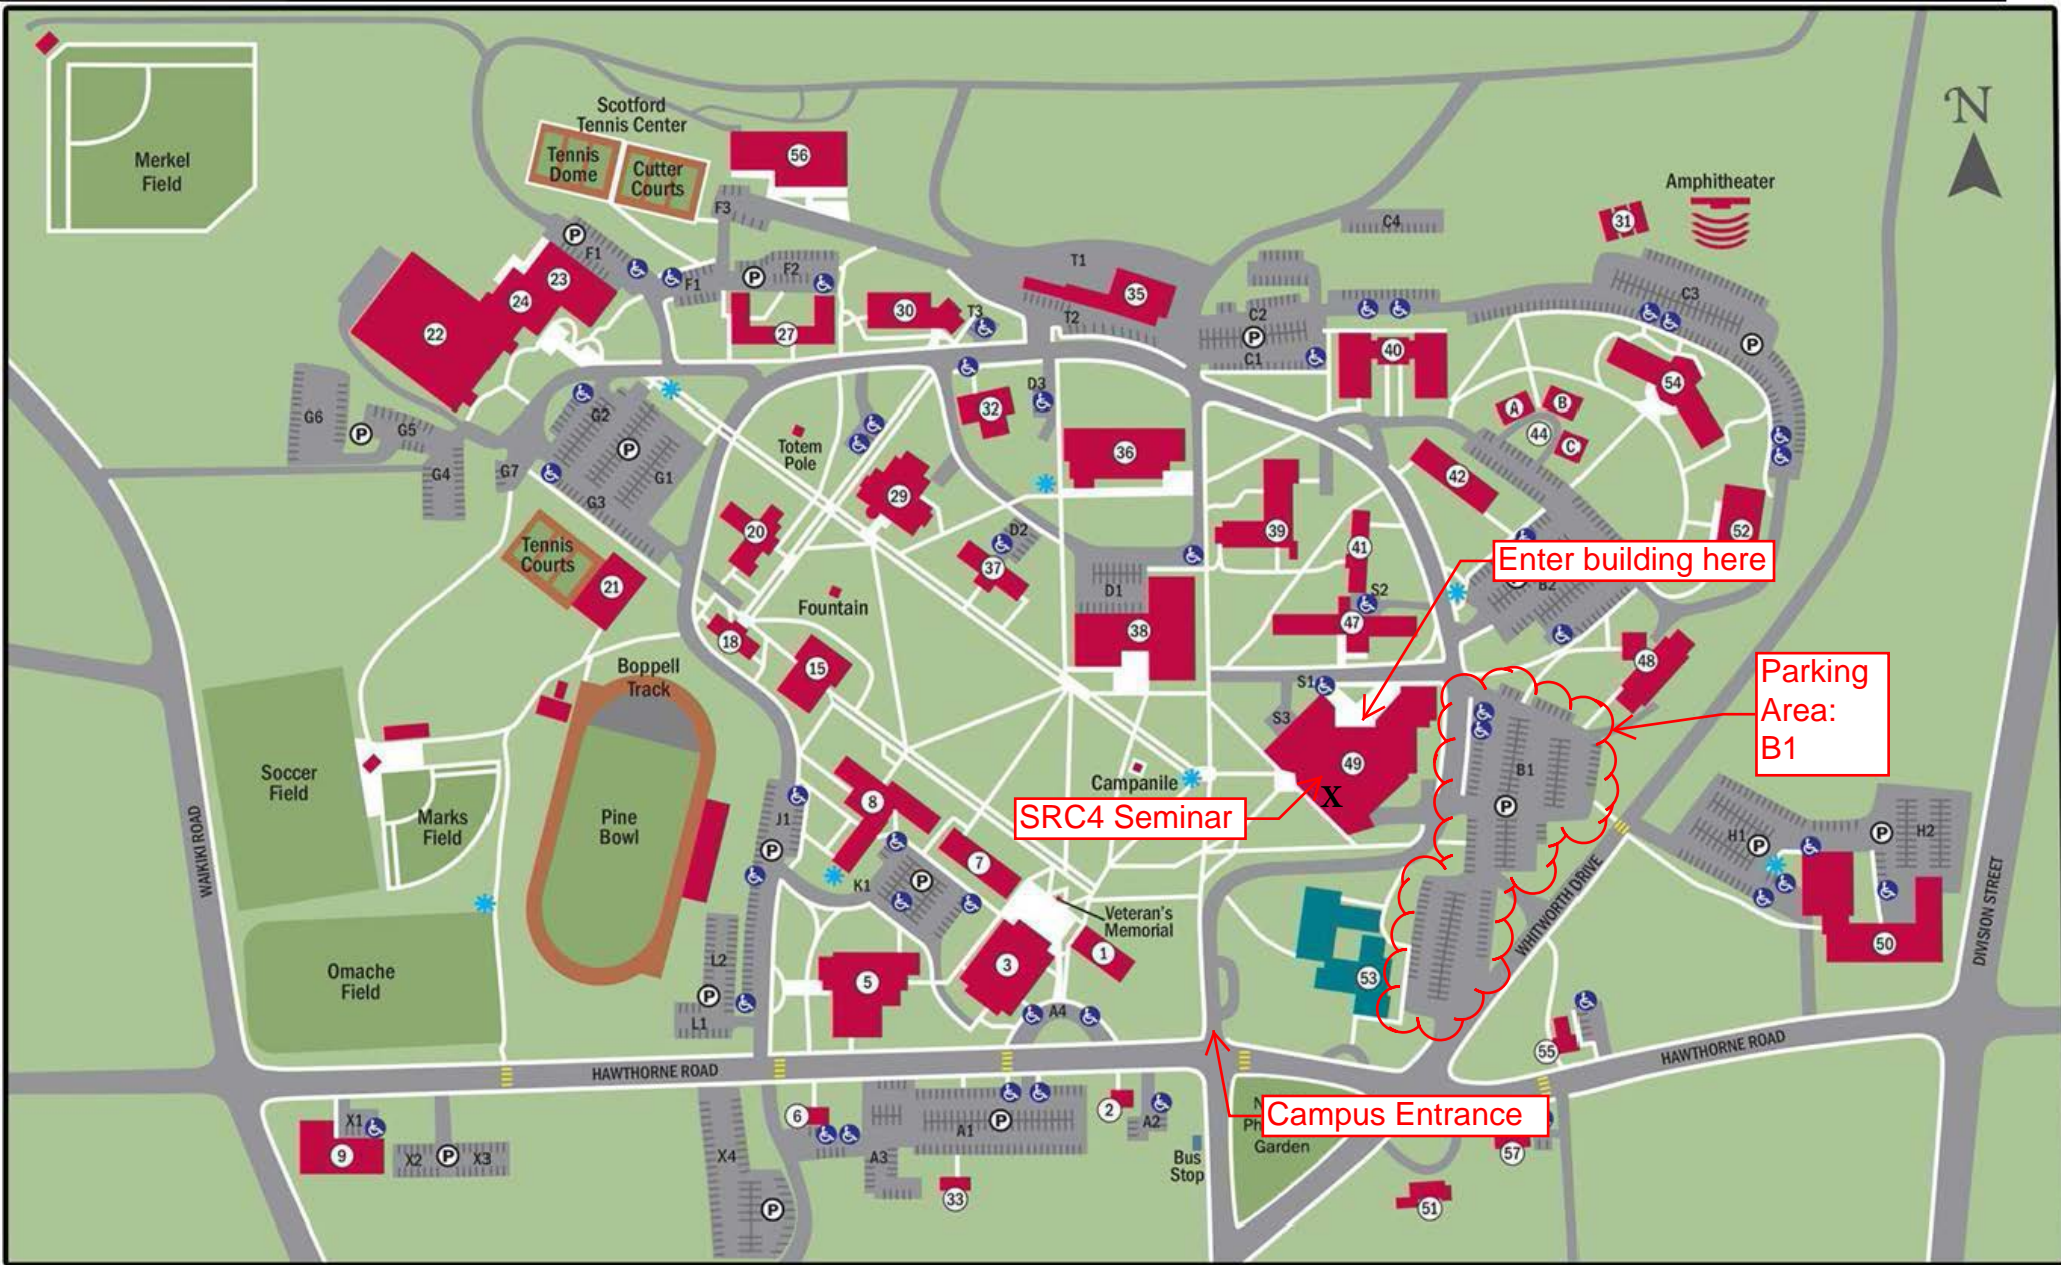 N
Merkel
Field
Scotford
Tennis Center
Tennis
Dome
Cutter
Courts
56
F3
Amphitheater
31
C4
P
F1
23
24
22
F1
P
F2
27
30
T3
T1
35
T2
C2
P
C1
40
C3
P
54
G6
P
G5
G4
G7
G2
P
G1
G3
Totem
Pole
29
32
D3
36
39
42
A
B
44
C
52
Tennis
Courts
21
20
18
15
Fountain
37
D2
D1
38
41
S2
47
Enter building here
B2
48
Boppell
Track
Parking
Area:
B1
S1
S3
49
X
B1
P
Soccer
Field
Marks
Field
Pine
Bowl
J1
P
8
7
K1
P
Campanile
SRC4 Seminar
Veteran's
Memorial
1
3
5
53
H1
P
P
H2
50
WAIKIKI ROAD
WHITWORTH DRIVE
DIVISION STREET
Omache
Field
L2
P
L1
A4
55
HAWTHORNE ROAD
HAWTHORNE ROAD
Campus Entrance
Garden
X1
9
X2
P
X3
X4
P
6
A1
P
A3
33
2
A2
Bus
Stop
57
51